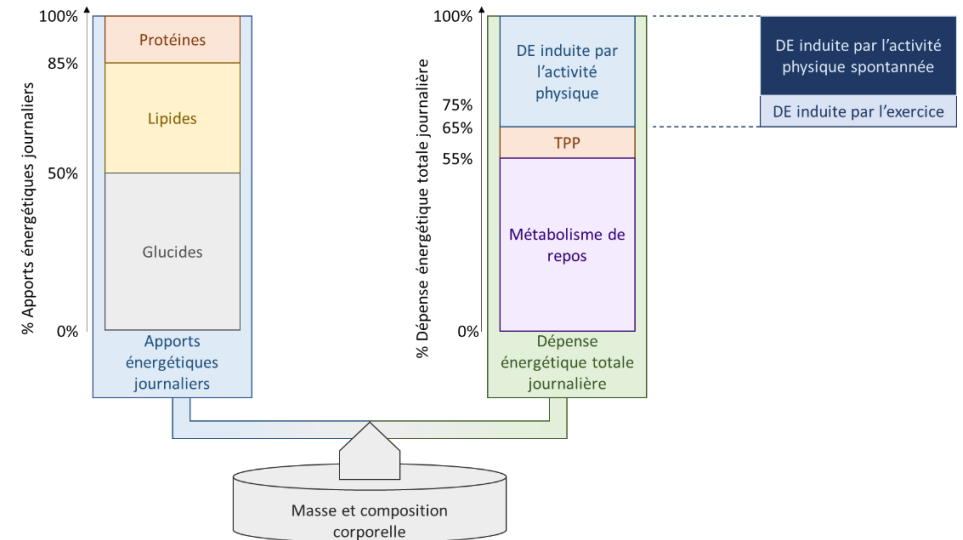 % Apports énergétiques journaliers
100%
85%
50%
0%
Protéines
Lipides
Glucides
Apports
énergétiques
journaliers
% Dépense énergétique totale journalière
100%
75%
65%
55%
0%
DE induite par
l’activité
physique
TPP
Métabolisme de
repos
Dépense
énergétique totale
journalière
DE induite par l’activité
physique spontannée
DE induite par l’exercice
Masse et composition
corporelle